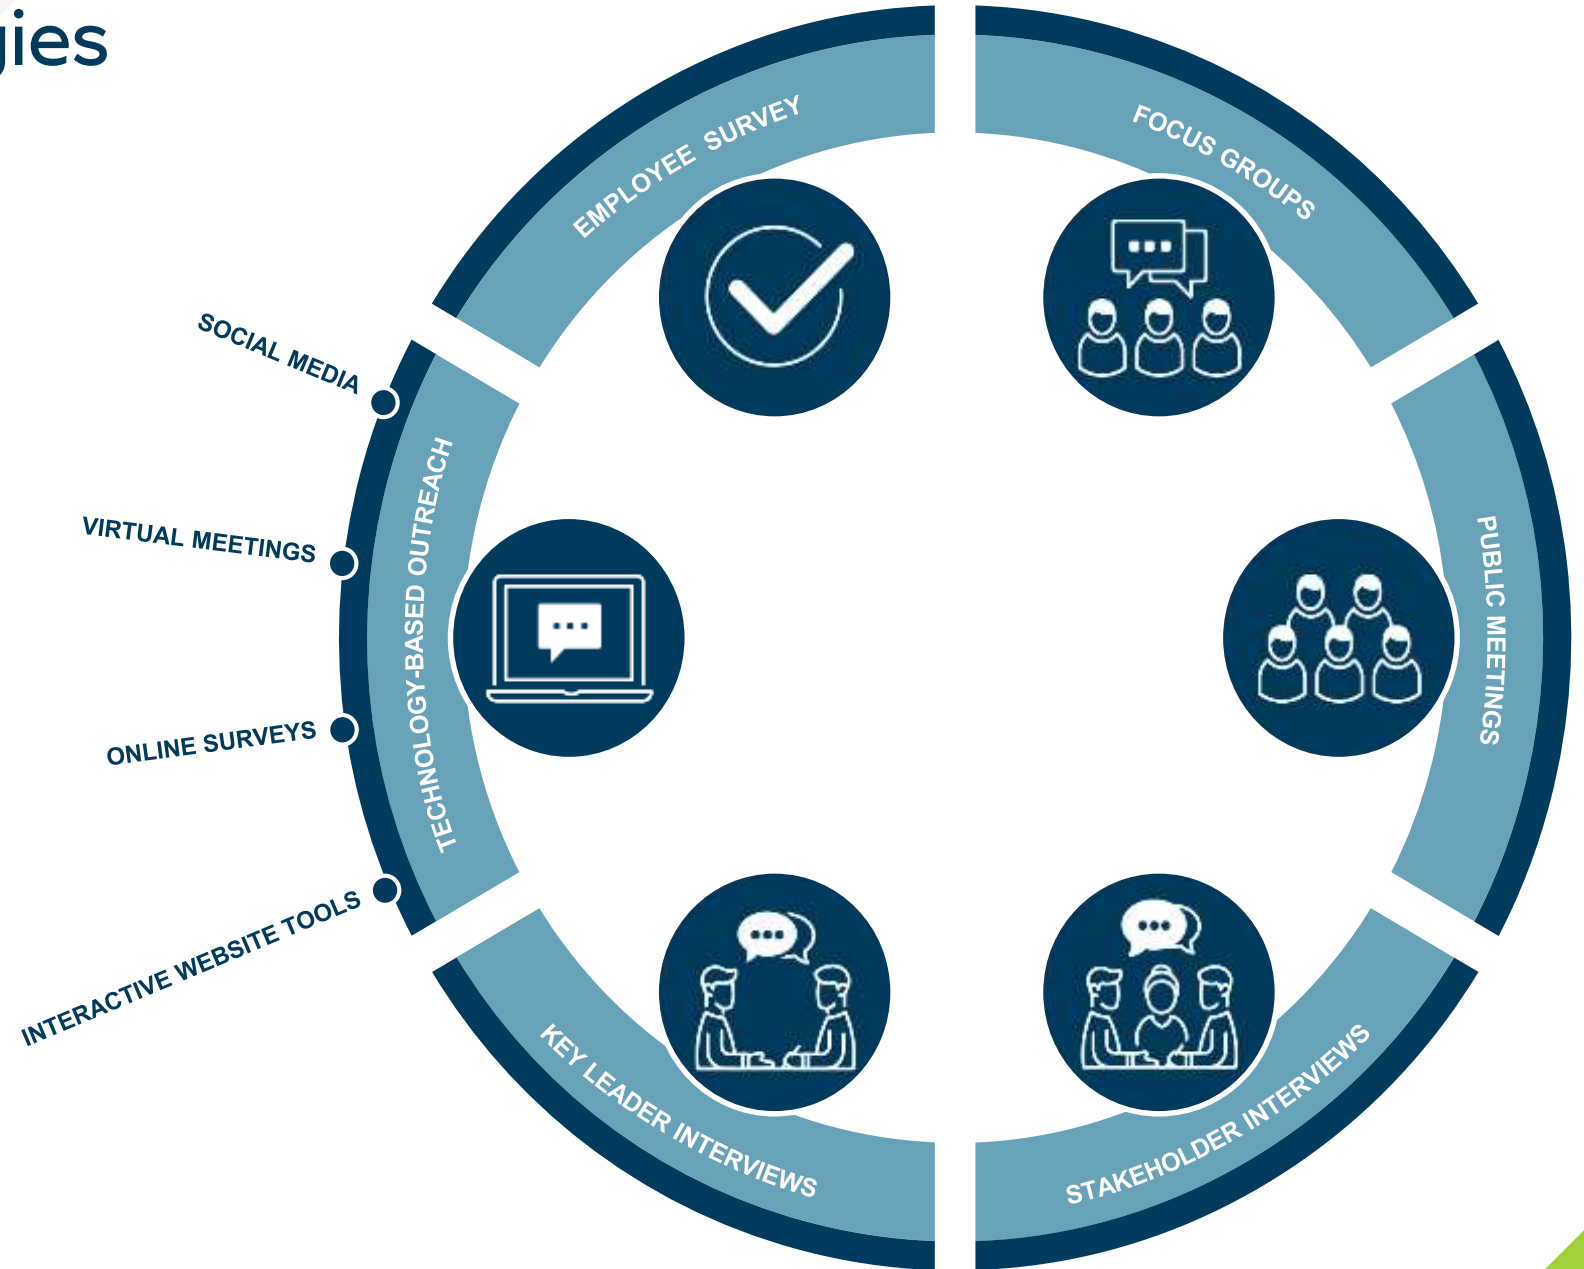 gies
EMPLOYEE SURVEY
FOCUS GROUPS
SOCIAL MEDIA
VIRTUAL MEETINGS
ONLINE SURVEYS
INTERACTIVE WEBSITE TOOLS
TECHNOLOGY-BASED OUTREACH
PUBLIC MEETINGS
KEY LEADER INTERVIEWS
STAKEHOLDER INTERVIEWS